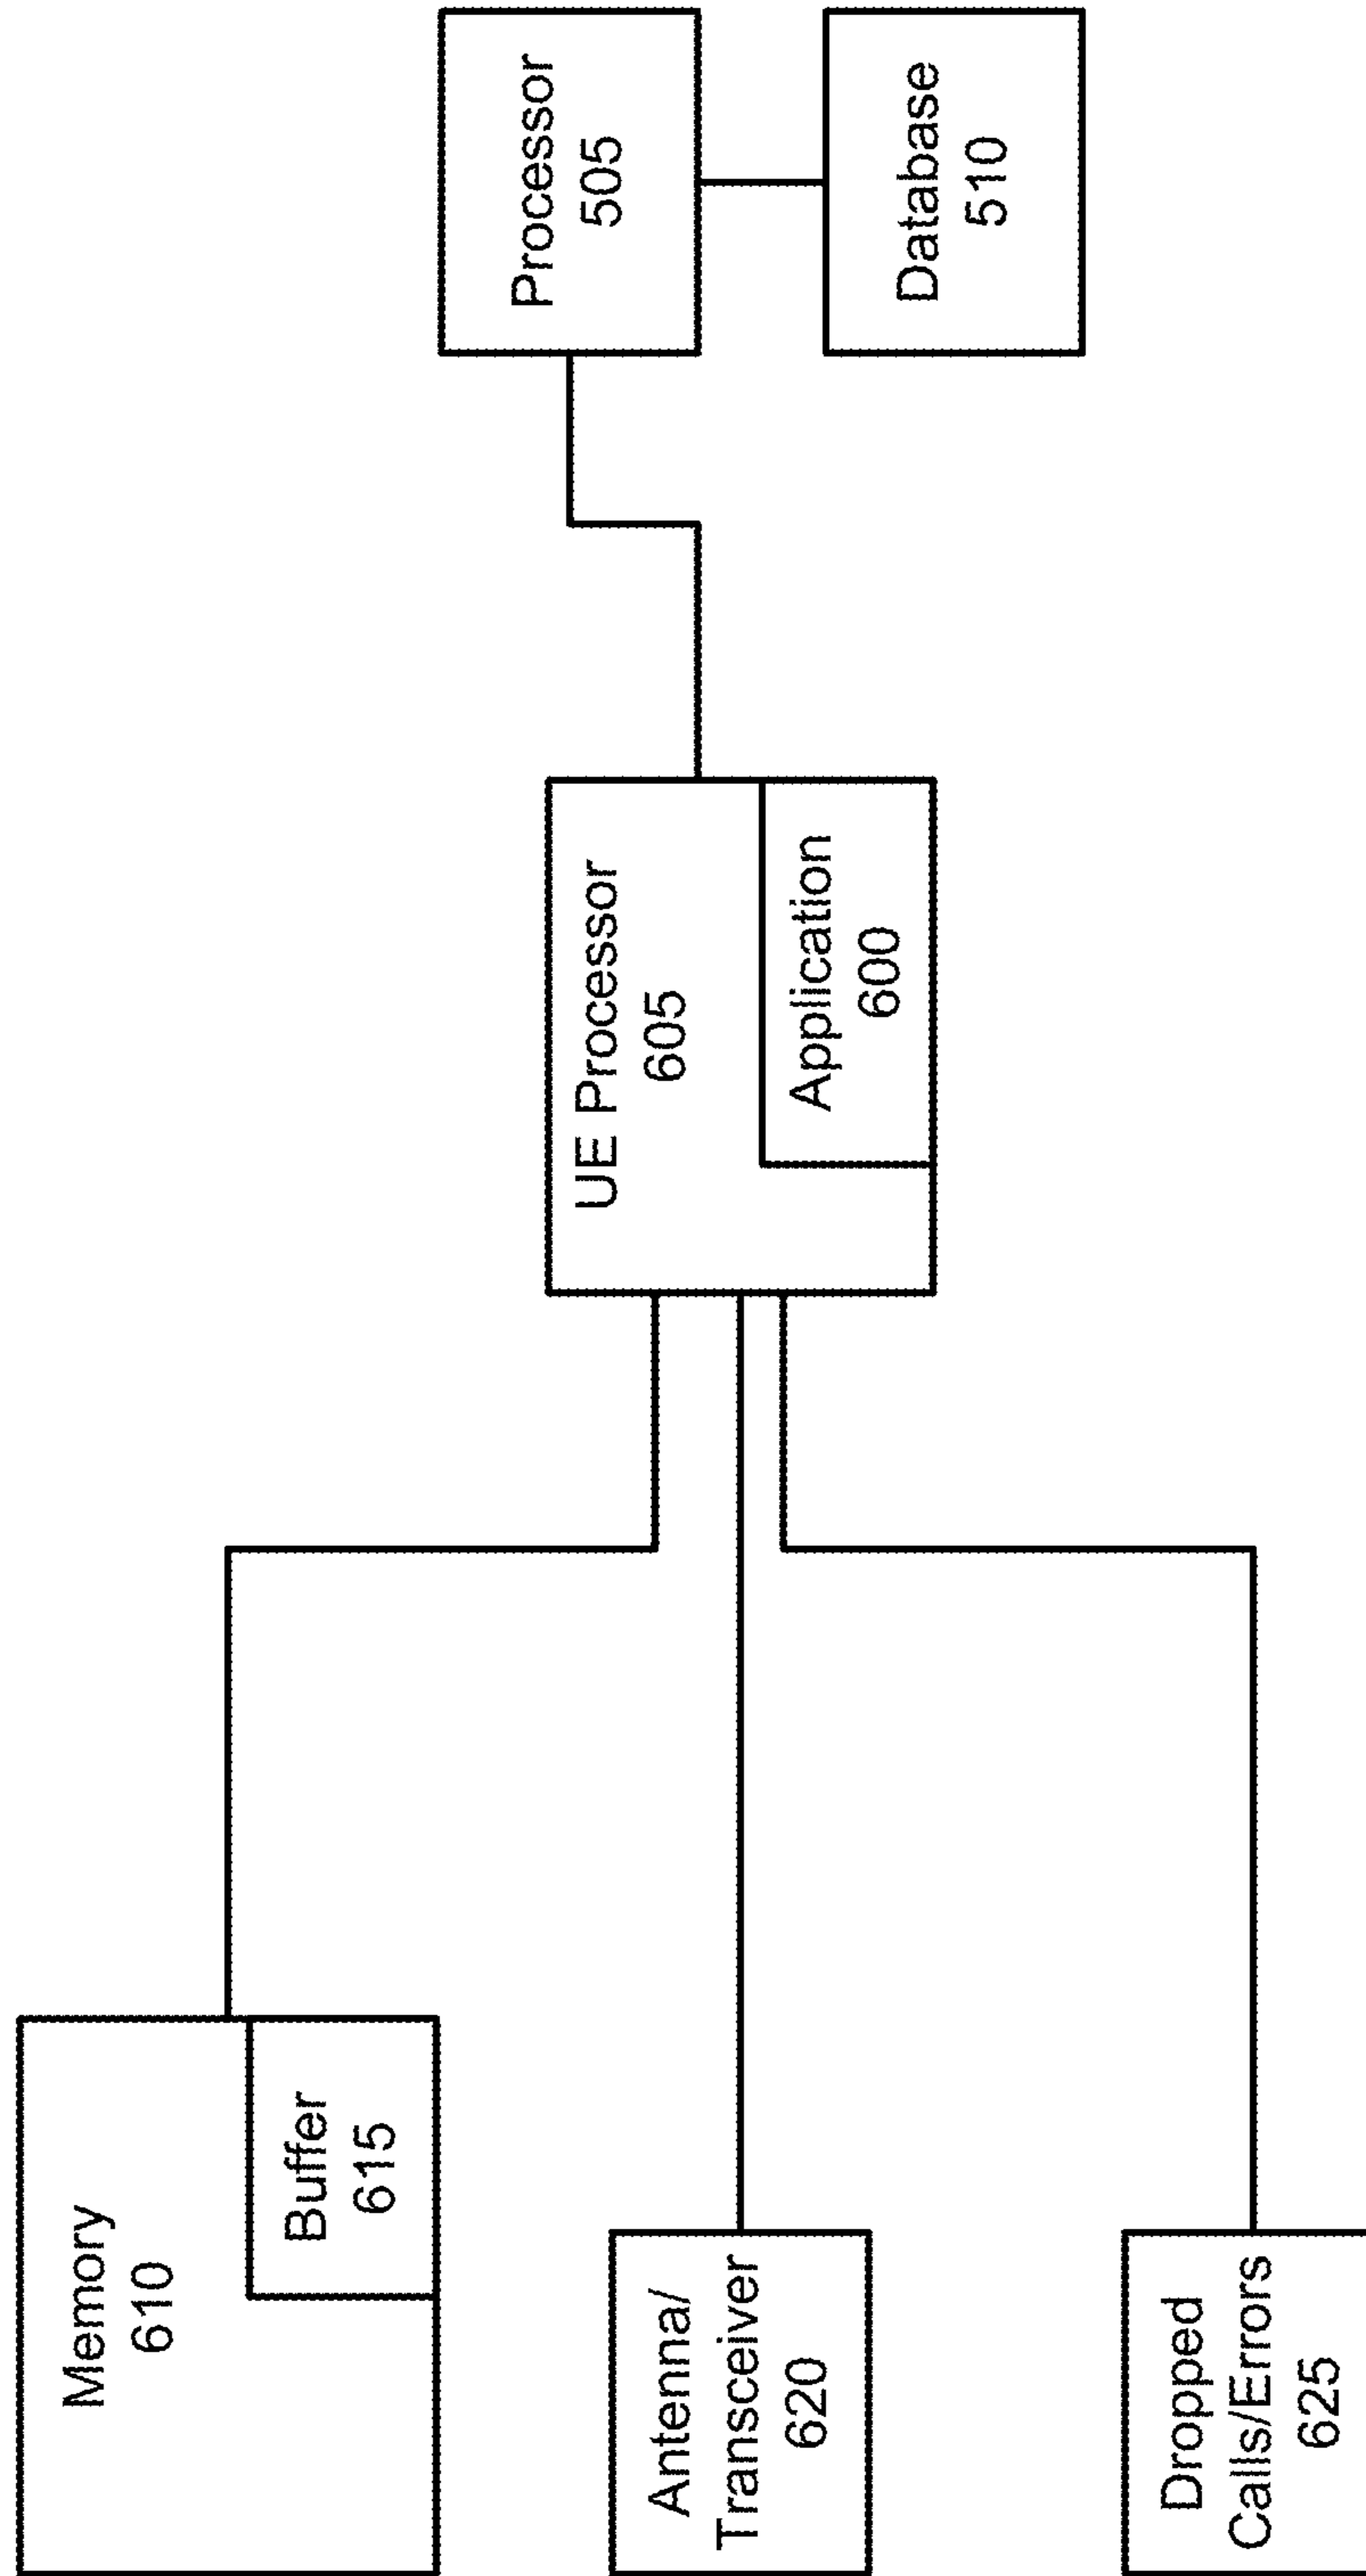 Memory
610
Buffer
615
Antenna/
Transceiver
620
Dropped
Calls/Errors
625
UE Processor
605
Application
600
Processor
505
Database
510